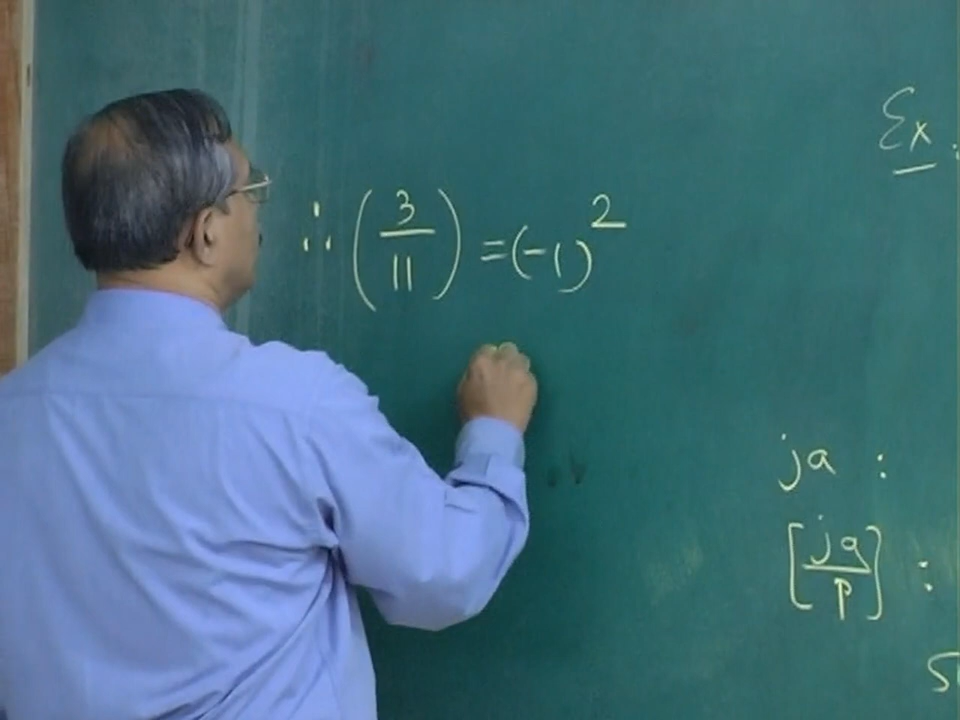 ∴ (3/11) = (-1)^2
Ex.
ja :
[ja/p] :